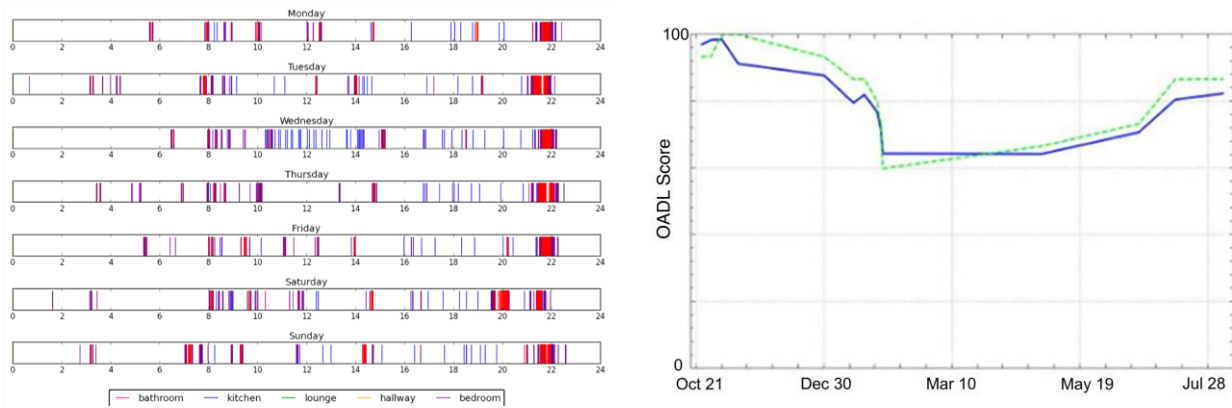 Monday
0 2 4 6 8 10 12 14 16 18 20 22 24
Tuesday
0 2 4 6 8 10 12 14 16 18 20 22 24
Wednesday
0 2 4 6 8 10 12 14 16 18 20 22 24
Thursday
0 2 4 6 8 10 12 14 16 18 20 22 24
Friday
0 2 4 6 8 10 12 14 16 18 20 22 24
Saturday
0 2 4 6 8 10 12 14 16 18 20 22 24
Sunday
0 2 4 6 8 10 12 14 16 18 20 22 24
bathroom kitchen lounge hallway bedroom
100
OADL Score
0
Oct 21 Dec 30 Mar 10 May 19 Jul 28